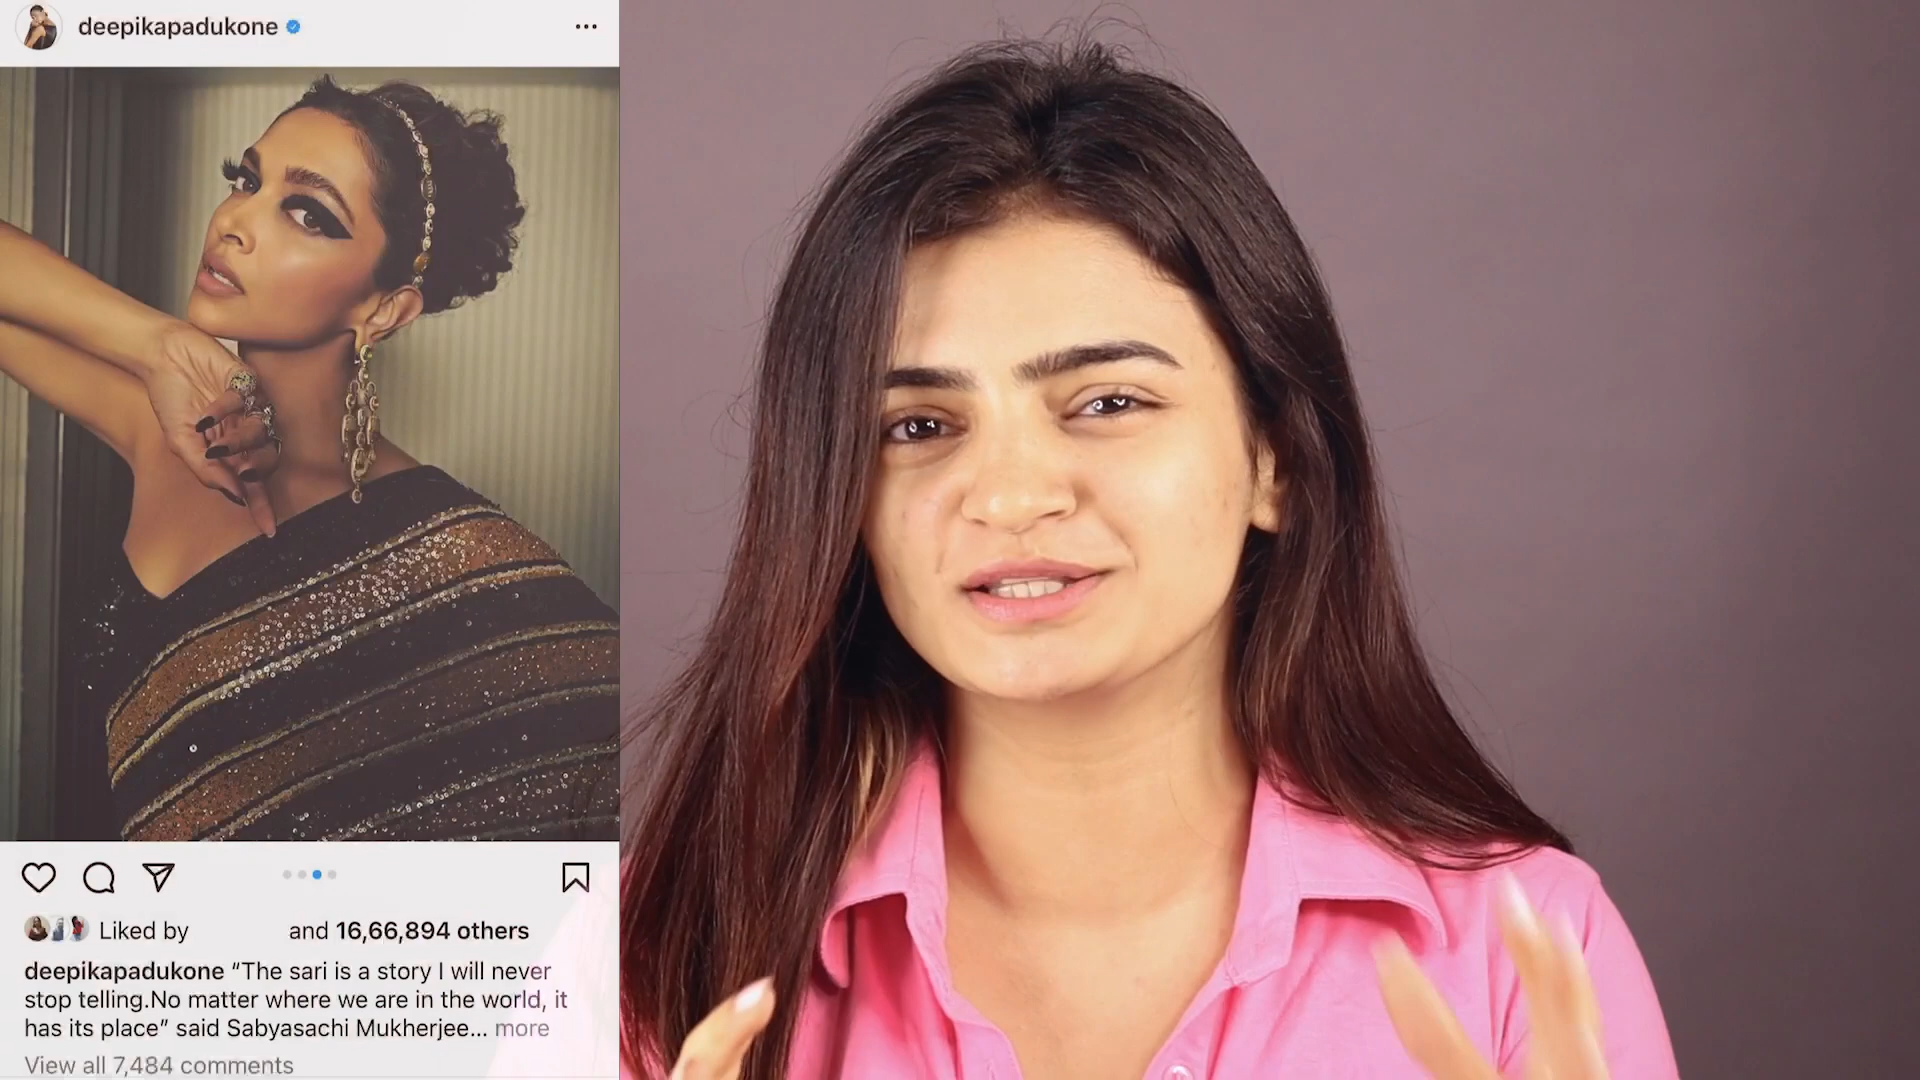 deepikapadukone
Liked by and 16,66,894 others
deepikapadukone “The sari is a story I will never
stop telling.No matter where we are in the world, it
has its place” said Sabyasachi Mukherjee... more
View all 7,484 comments